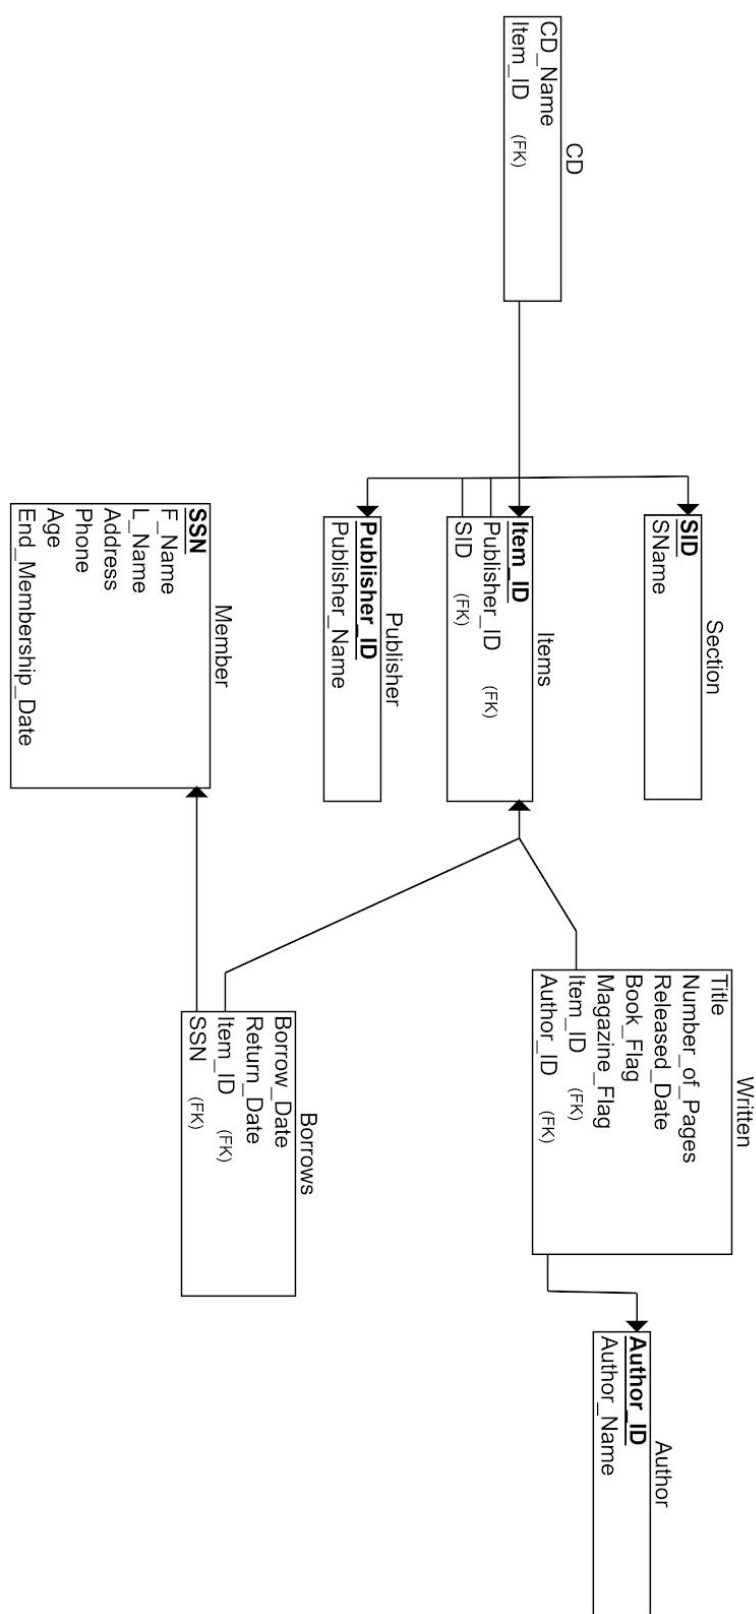 CD
CD_Name
Item_ID (FK)
Section
SID
SName
Items
Item_ID
Publisher_ID (FK)
SID (FK)
Publisher
Publisher_ID
Publisher_Name
Member
SSN
F_Name
L_Name
Address
Phone
Age
End_Membership_Date
Written
Title
Number_of_Pages
Released_Date
Book_Flag
Magazine_Flag
Item_ID (FK)
Author_ID (FK)
Borrows
Borrow_Date
Return_Date
Item_ID (FK)
SSN (FK)
Author
Author_ID
Author_Name